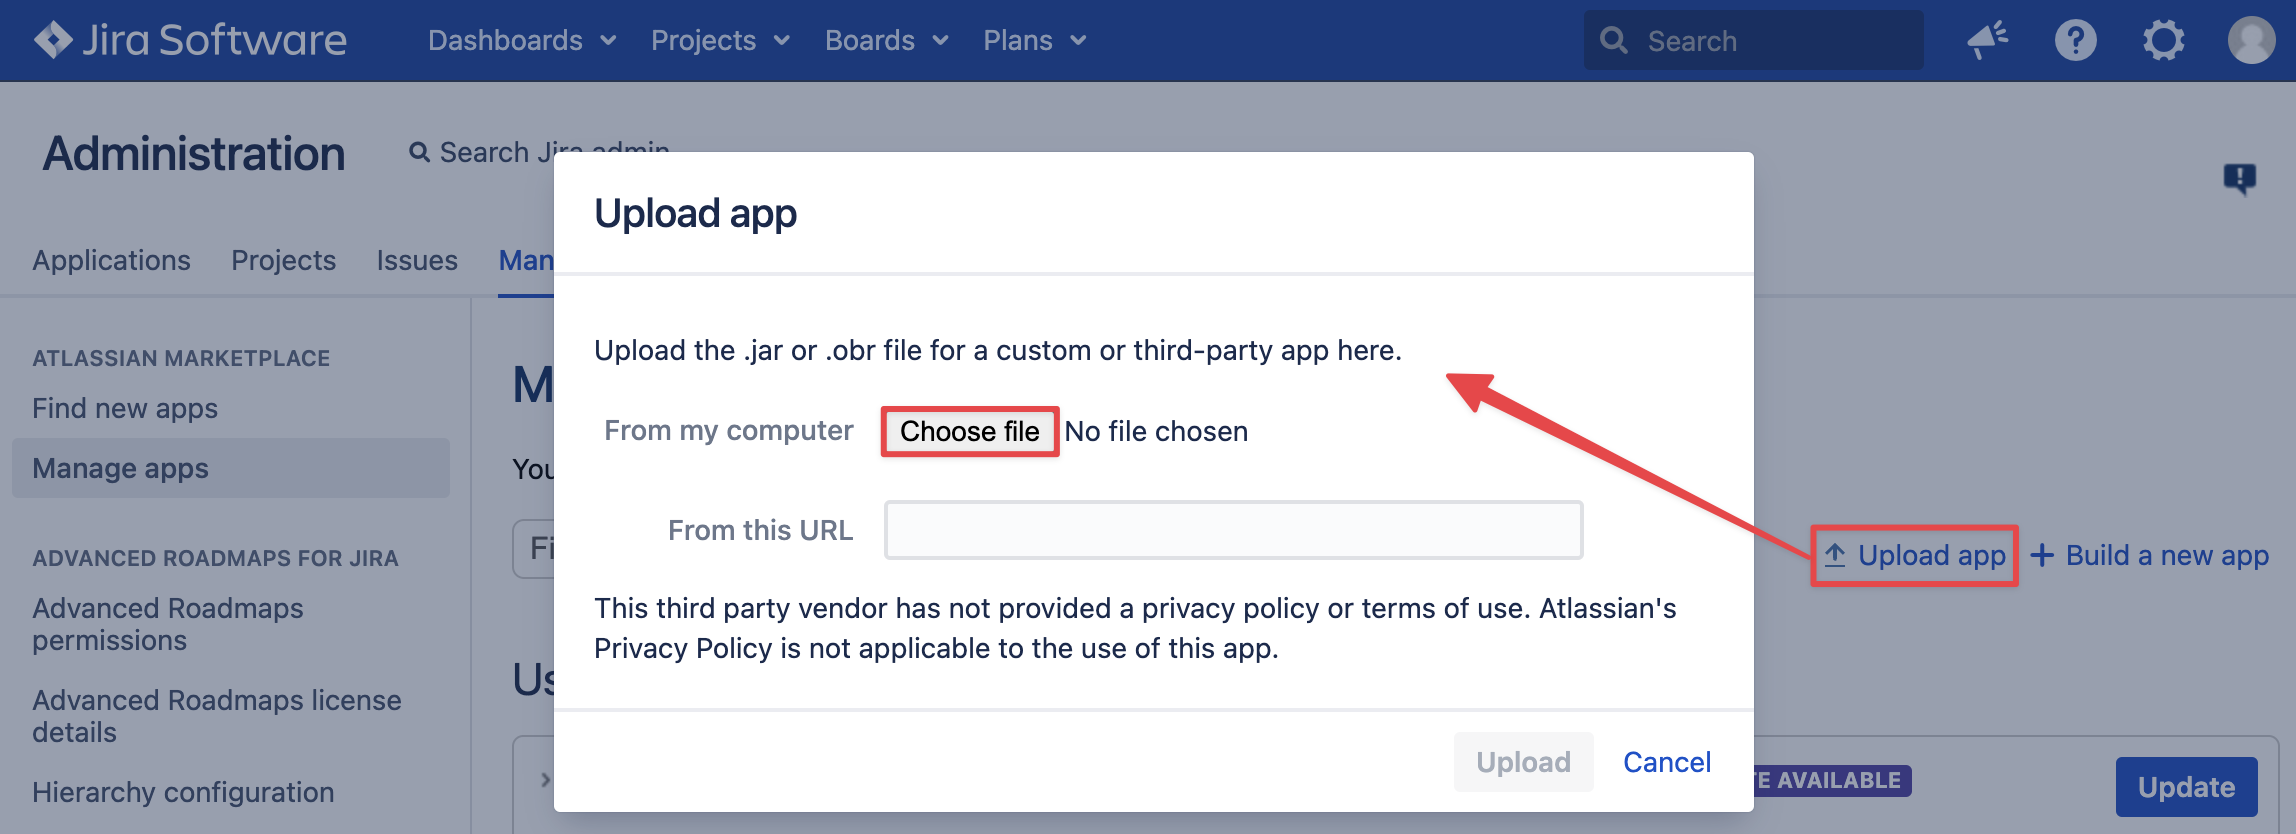 Jira Software Dashboards Projects Boards Plans Search
Administration Search Jira admin
Upload app
Applications Projects Issues Man
ATLASSIAN MARKETPLACE
Find new apps
Manage apps
ADVANCED ROADMAPS FOR JIRA
Advanced Roadmaps
permissions
Advanced Roadmaps license
details
Hierarchy configuration
M
You
Fi
Us
Upload the .jar or .obr file for a custom or third-party app here.
From my computer Choose file No file chosen
From this URL
This third party vendor has not provided a privacy policy or terms of use. Atlassian's
Privacy Policy is not applicable to the use of this app.
Upload Cancel
Upload app Build a new app
TE AVAILABLE Update